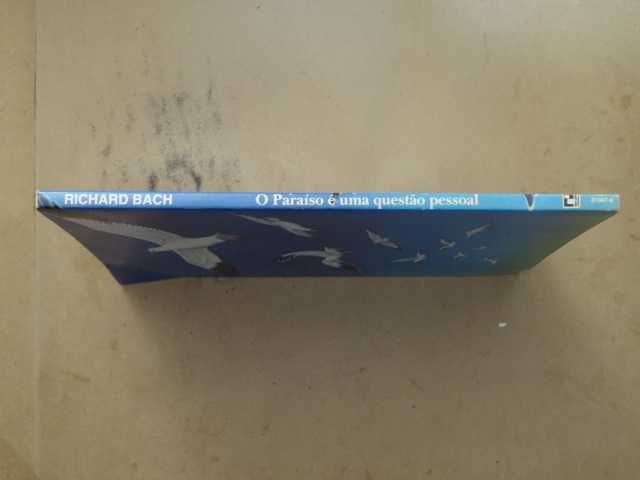 RICHARD BACH
O Paraíso é uma questão pessoal